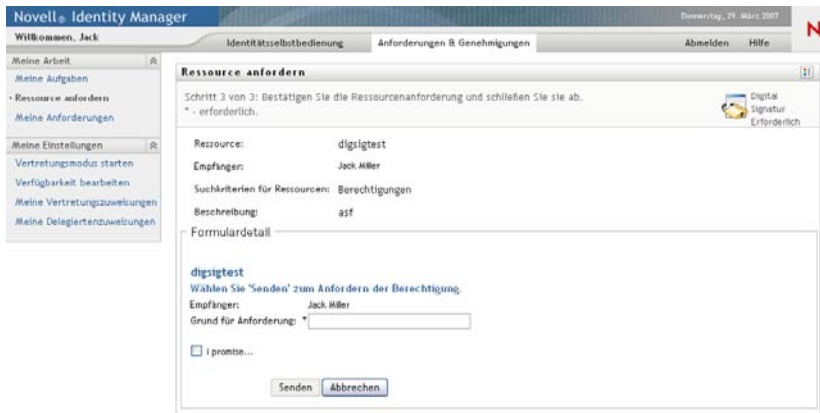 Novell® Identity Manager
Donnerstag, 29. März 2007
Willkommen, Jack
Identitätsselbstbedienung
Anforderungen & Genehmigungen
Abmelden
Hilfe
N
Meine Arbeit
Meine Aufgaben
Ressource anfordern
Meine Anforderungen
Meine Einstellungen
Vertretungsmodus starten
Verfügbarkeit bearbeiten
Meine Vertretungszuweisungen
Meine Delegiertenzuweisungen
Ressource anfordern
Schritt 3 von 3: Bestätigen Sie die Ressourcenanforderung und schließen Sie sie ab.
* - erforderlich.
Digital
Signatur
Erforderlich
Ressource: digsigtest
Empfänger: Jack Miller
Suchkriterien für Ressourcen: Berechtigungen
Beschreibung: asf
Formulardetail
digsigtest
Wählen Sie 'Senden' zum Anfordern der Berechtigung.
Empfänger: Jack Miller
Grund für Anforderung: *
I promise...
Senden
Abbrechen